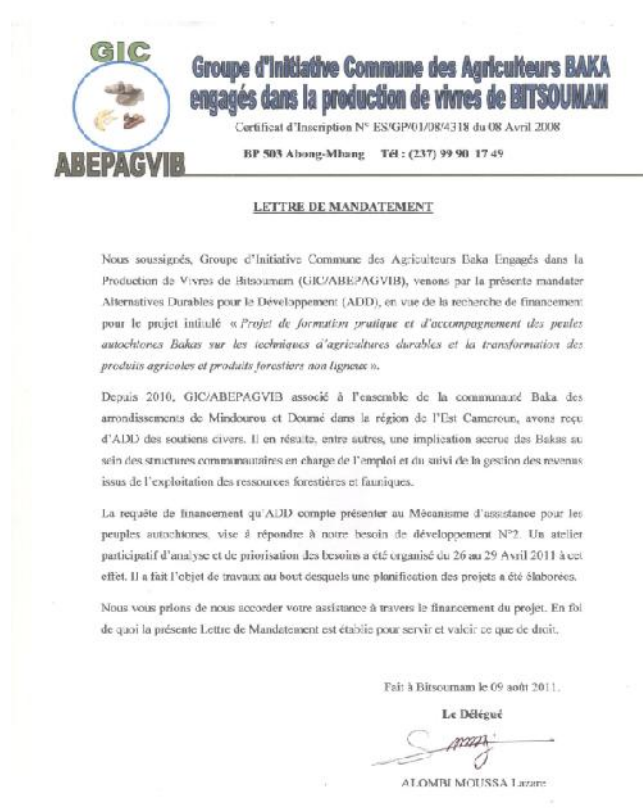 GIC
ABEPAGVIB
Groupe d'Initiative Commune des Agriculteurs BAKA
engagés dans la production de vivres de BITSOUMAM
Certificat d'Inscription N° ES/GP/01/08/4318 du 08 Avril 2008
BP 503 Abong-Mbang Tél : (237) 99 90 17 49
LETTRE DE MANDATEMENT
Nous soussignés, Groupe d'Initiative Commune des Agriculteurs Baka Engagés dans la
Production de Vivres de Bitsoumam (GIC/ABEPAGVIB), venons par la présente mandater
Alternatives Durables pour le Développement (ADD), en vue de la recherche de financement
pour le projet intitulé « Projet de formation pratique et d'accompagnement des peules
autochtones Bakas sur les techniques d'agricultures durables et la transformation des
produits agricoles et produits forestiers non ligneux ».
Depuis 2010, GIC/ABEPAGVIB associé à l'ensemble de la communauté Baka des
arrondissements de Mindourou et Doumé dans la région de l'Est Cameroun, avons reçu
d'ADD des soutiens divers. Il en résulte, entre autres, une implication accrue des Bakas au
sein des structures communautaires en charge de l'emploi et du suivi de la gestion des revenus
issus de l'exploitation des ressources forestières et fauniques.
La requête de financement qu'ADD compte présenter au Mécanisme d'assistance pour les
peuples autochtones, vise à répondre à notre besoin de développement N°2. Un atelier
participatif d'analyse et de priorisation des besoins a été organisé du 26 au 29 Avril 2011 à cet
effet. Il a fait l'objet de travaux au bout desquels une planification des projets a été élaborées.
Nous vous prions de nous accorder votre assistance à travers le financement du projet. En foi
de quoi la présente Lettre de Mandatement est établie pour servir et valoir ce que de droit.
Fait à Bitsoumam le 09 août 2011.
Le Délégué
ALOMBI MOUSSA Lazare